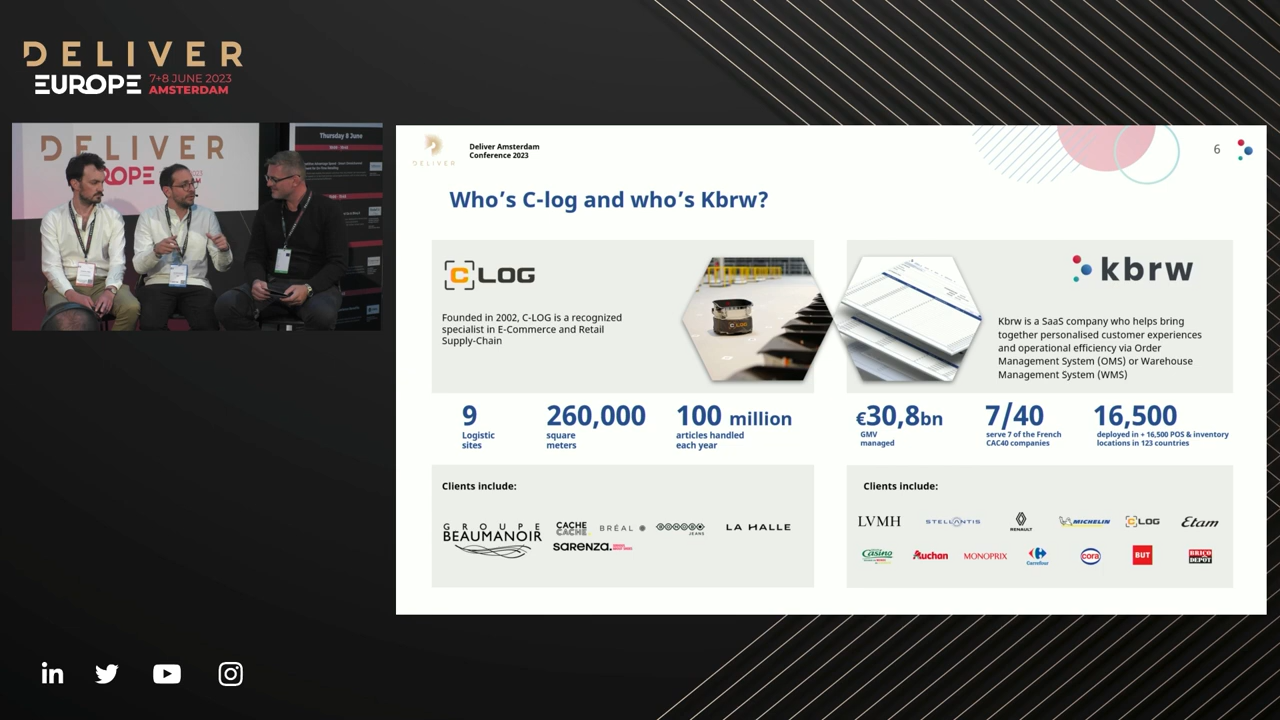 DELIVER
EUROPE 7+8 JUNE 2023
AMSTERDAM
DELIVER
Thursday 8 June
DELIVER
Deliver Amsterdam
Conference 2023
6
Who's C-log and who's Kbrw?
C LOG
Founded in 2002, C-LOG is a recognized
specialist in E-Commerce and Retail
Supply-Chain
C LOG
kbrw
Kbrw is a SaaS company who helps bring
together personalised customer experiences
and operational efficiency via Order
Management System (OMS) or Warehouse
Management System (WMS)
9
Logistic
sites
260,000
square
meters
100 million
articles handled
each year
€30,8bn
GMV
managed
7/40
serve 7 of the French
CAC40 companies
16,500
deployed in + 16,500 POS & inventory
locations in 123 countries
Clients include:
GROUPE
BEAUMANOIR
CACHE
CACHE
BRÉAL
BONOBO
JEANS
LA HALLE
sarenza.
Clients include:
LVMH
STELLANTIS
RENAULT
MICHELIN
C LOG
Etam
Casino
Auchan
MONOPRIX
Carrefour
cora
BUT
BRICO
DEPOT
in